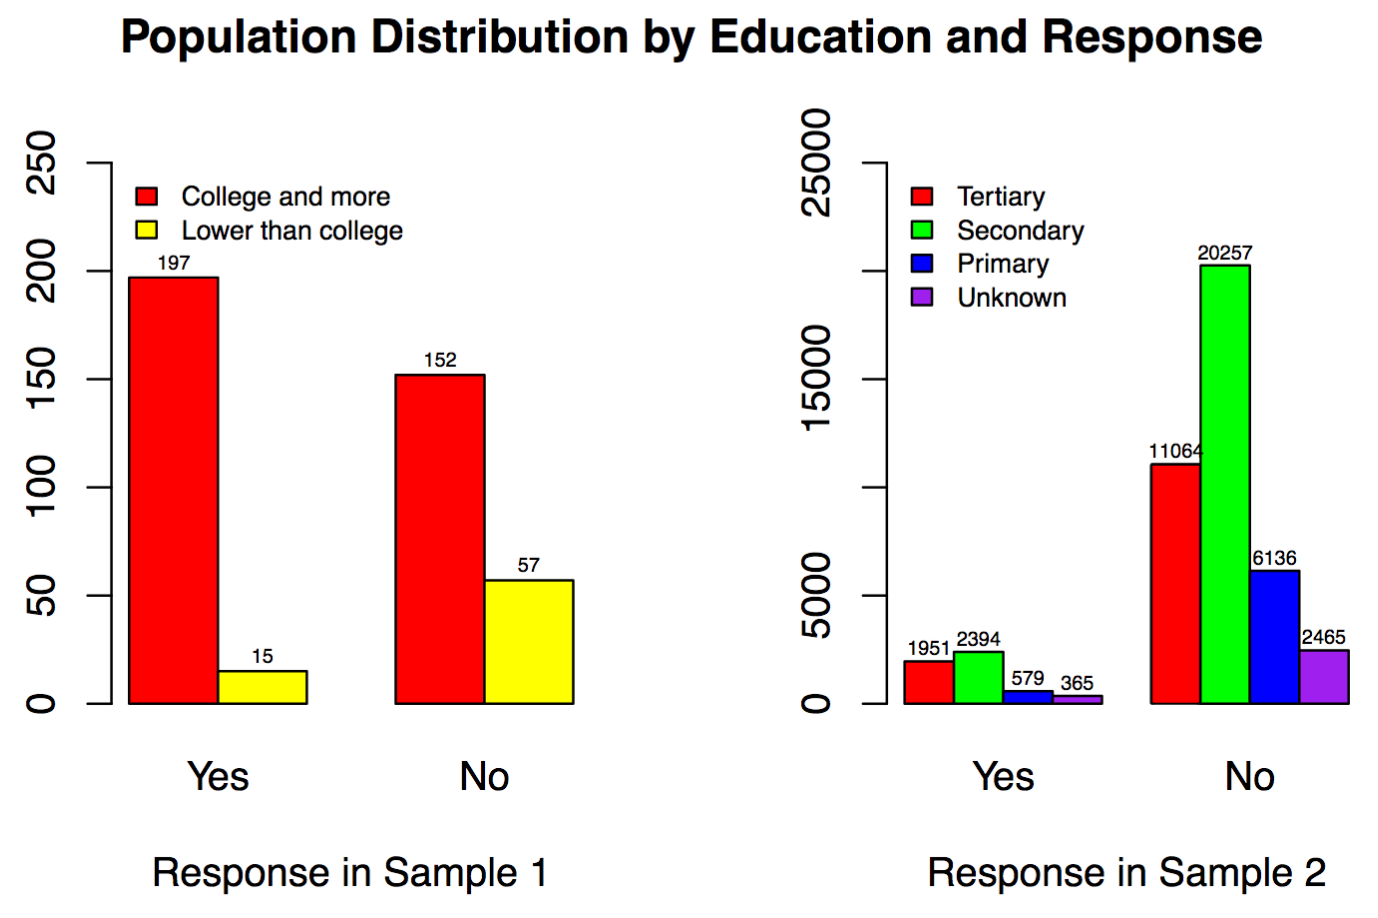 Population Distribution by Education and Response
250
200
150
100
50
0
College and more
Lower than college
197
15
152
57
Yes
No
Response in Sample 1
25000
15000
5000
0
Tertiary
Secondary
Primary
Unknown
1951
2394
579
365
11064
20257
6136
2465
Yes
No
Response in Sample 2